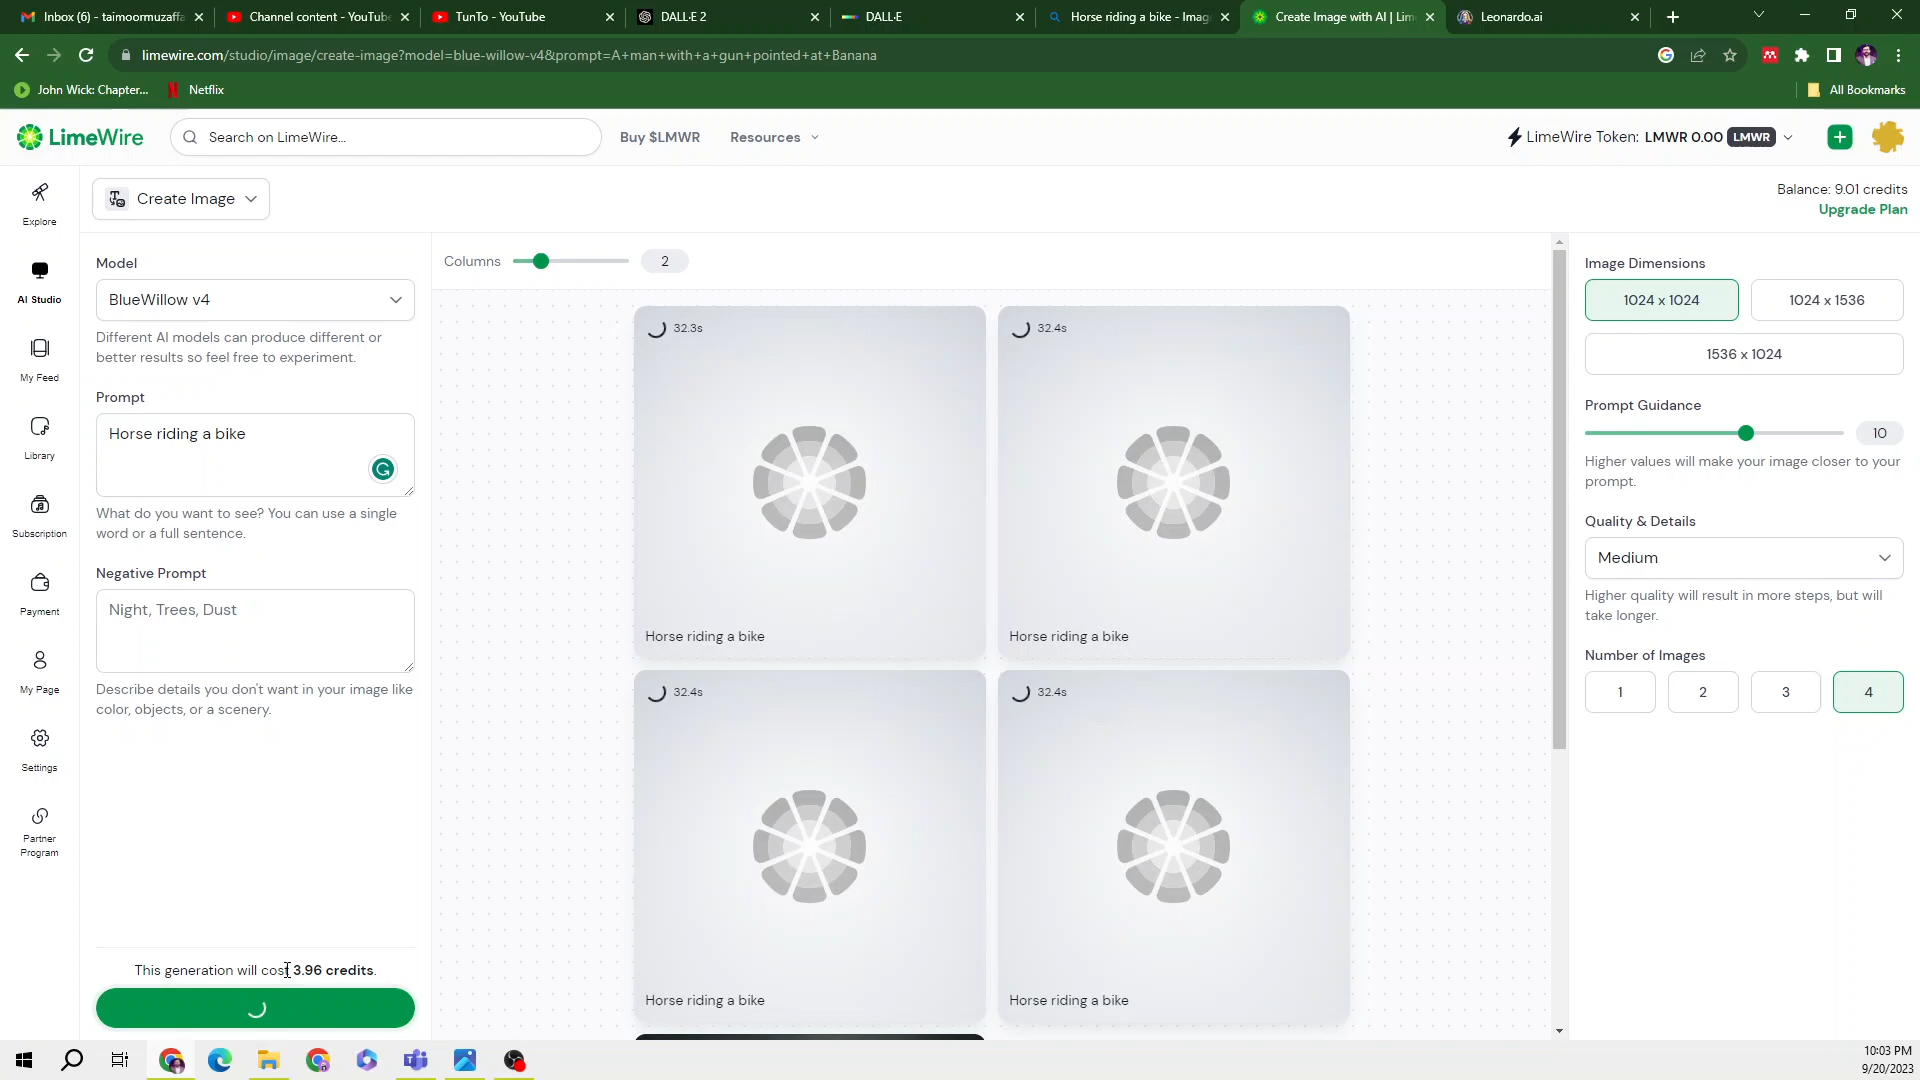 Inbox (6) - taimoormuzaffa
Channel content - YouTube
TunTo - YouTube
DALL·E 2
DALL·E
Horse riding a bike - Imag
Create Image with AI | Lim
Leonardo.ai
limewire.com/studio/image/create-image?model=blue-willow-v4&prompt=A+man+with+a+gun+pointed+at+Banana
John Wick: Chapter...
Netflix
All Bookmarks
LimeWire
Search on LimeWire...
Buy $LMWR
Resources
LimeWire Token: LMWR 0.00 LMWR
Explore
AI Studio
My Feed
Library
Subscription
Payment
My Page
Settings
Partner
Program
Create Image
Balance: 9.01 credits
Upgrade Plan
Model
BlueWillow v4
Different AI models can produce different or
better results so feel free to experiment.
Prompt
Horse riding a bike
What do you want to see? You can use a single
word or a full sentence.
Negative Prompt
Night, Trees, Dust
Describe details you don't want in your image like
color, objects, or a scenery.
This generation will cost 3.96 credits.
Columns
2
32.3s
Horse riding a bike
32.4s
Horse riding a bike
32.4s
Horse riding a bike
32.4s
Horse riding a bike
Image Dimensions
1024 x 1024
1024 x 1536
1536 x 1024
Prompt Guidance
10
Higher values will make your image closer to your
prompt.
Quality & Details
Medium
Higher quality will result in more steps, but will
take longer.
Number of Images
1
2
3
4
10:03 PM
9/20/2023